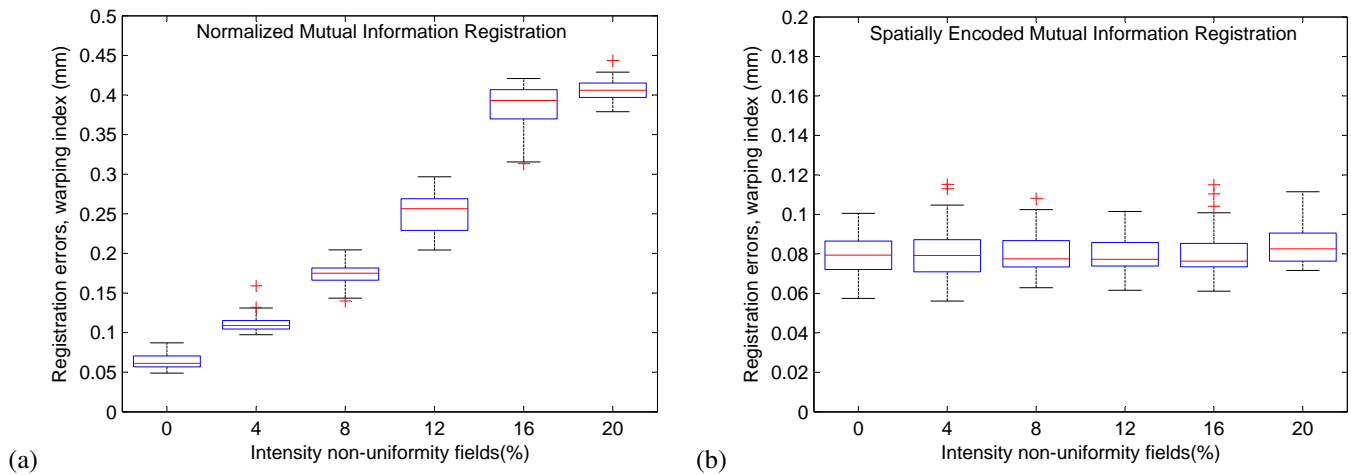 Normalized Mutual Information Registration
Registration errors, warping index (mm)
0.5
0.45
0.4
0.35
0.3
0.25
0.2
0.15
0.1
0.05
0
0 4 8 12 16 20
Intensity non-uniformity fields(%)
(a)
Spatially Encoded Mutual Information Registration
Registration errors, warping index (mm)
0.2
0.18
0.16
0.14
0.12
0.1
0.08
0.06
0.04
0.02
0
0 4 8 12 16 20
Intensity non-uniformity fields(%)
(b)